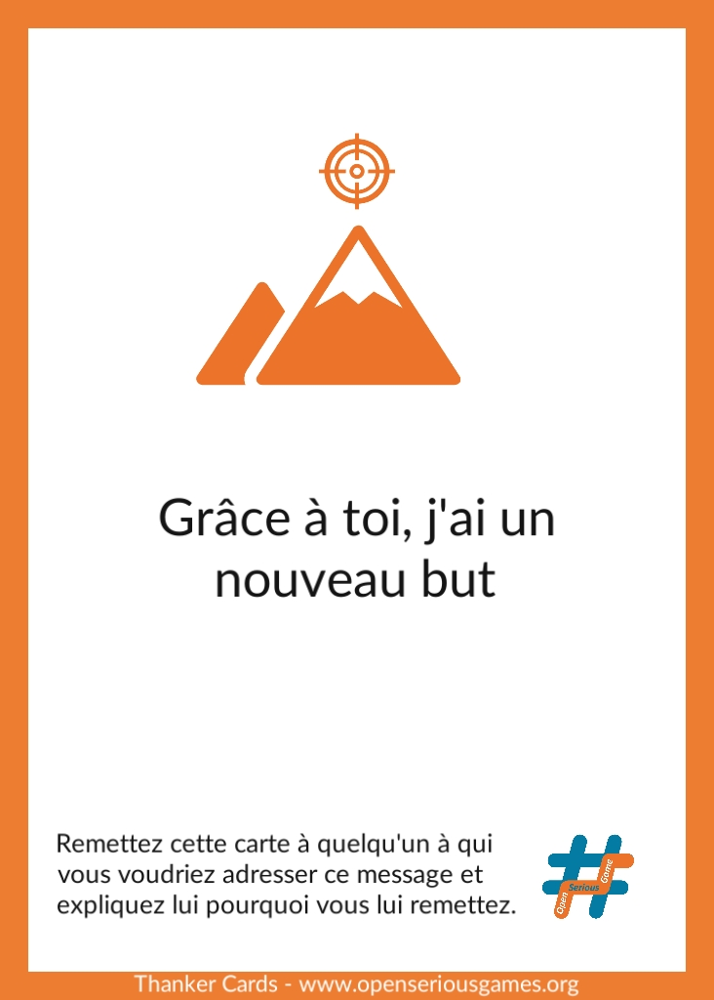 Grâce à toi, j'ai un
nouveau but
Remettez cette carte à quelqu'un à qui
vous voudriez adresser ce message et
expliquez lui pourquoi vous lui remettez.
Open Serious Game
Thanker Cards - www.openseriousgames.org